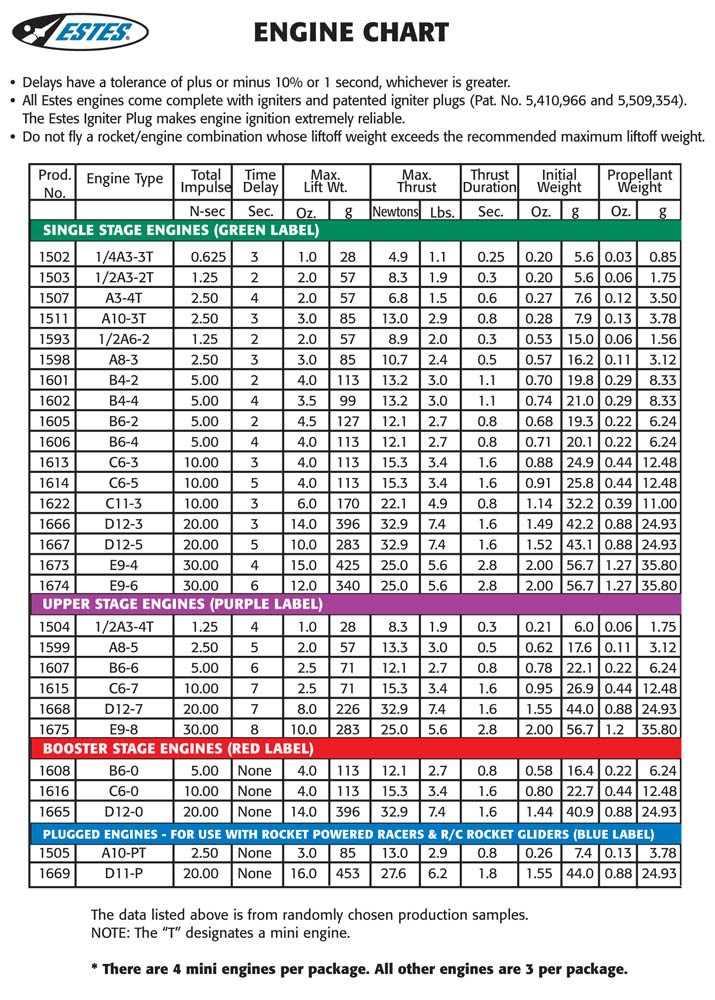 ESTES®
ENGINE CHART
• Delays have a tolerance of plus or minus 10% or 1 second, whichever is greater.
• All Estes engines come complete with igniters and patented igniter plugs (Pat. No. 5,410,966 and 5,509,354).
The Estes Igniter Plug makes engine ignition extremely reliable.
• Do not fly a rocket/engine combination whose liftoff weight exceeds the recommended maximum liftoff weight.
Prod. No. Engine Type Total Impulse Time Delay Max. Lift Wt. Max. Thrust Thrust Duration Initial Weight Propellant Weight
N-sec Sec. Oz. g Newtons Lbs. Sec. Oz. g Oz. g
SINGLE STAGE ENGINES (GREEN LABEL)
1502 1/4A3-3T 0.625 3 1.0 28 4.9 1.1 0.25 0.20 5.6 0.03 0.85
1503 1/2A3-2T 1.25 2 2.0 57 8.3 1.9 0.3 0.20 5.6 0.06 1.75
1507 A3-4T 2.50 4 2.0 57 6.8 1.5 0.6 0.27 7.6 0.12 3.50
1511 A10-3T 2.50 3 3.0 85 13.0 2.9 0.8 0.28 7.9 0.13 3.78
1593 1/2A6-2 1.25 2 2.0 57 8.9 2.0 0.3 0.53 15.0 0.06 1.56
1598 A8-3 2.50 3 3.0 85 10.7 2.4 0.5 0.57 16.2 0.11 3.12
1601 B4-2 5.00 2 4.0 113 13.2 3.0 1.1 0.70 19.8 0.29 8.33
1602 B4-4 5.00 4 3.5 99 13.2 3.0 1.1 0.74 21.0 0.29 8.33
1605 B6-2 5.00 2 4.5 127 12.1 2.7 0.8 0.68 19.3 0.22 6.24
1606 B6-4 5.00 4 4.0 113 12.1 2.7 0.8 0.71 20.1 0.22 6.24
1613 C6-3 10.00 3 4.0 113 15.3 3.4 1.6 0.88 24.9 0.44 12.48
1614 C6-5 10.00 5 4.0 113 15.3 3.4 1.6 0.91 25.8 0.44 12.48
1622 C11-3 10.00 3 6.0 170 22.1 4.9 0.8 1.14 32.2 0.39 11.00
1666 D12-3 20.00 3 14.0 396 32.9 7.4 1.6 1.49 42.2 0.88 24.93
1667 D12-5 20.00 5 10.0 283 32.9 7.4 1.6 1.52 43.1 0.88 24.93
1673 E9-4 30.00 4 15.0 425 25.0 5.6 2.8 2.00 56.7 1.27 35.80
1674 E9-6 30.00 6 12.0 340 25.0 5.6 2.8 2.00 56.7 1.27 35.80
UPPER STAGE ENGINES (PURPLE LABEL)
1504 1/2A3-4T 1.25 4 1.0 28 8.3 1.9 0.3 0.21 6.0 0.06 1.75
1599 A8-5 2.50 5 2.0 57 13.3 3.0 0.5 0.62 17.6 0.11 3.12
1607 B6-6 5.00 6 2.5 71 12.1 2.7 0.8 0.78 22.1 0.22 6.24
1615 C6-7 10.00 7 2.5 71 15.3 3.4 1.6 0.95 26.9 0.44 12.48
1668 D12-7 20.00 7 8.0 226 32.9 7.4 1.6 1.55 44.0 0.88 24.93
1675 E9-8 30.00 8 10.0 283 25.0 5.6 2.8 2.00 56.7 1.2 35.80
BOOSTER STAGE ENGINES (RED LABEL)
1608 B6-0 5.00 None 4.0 113 12.1 2.7 0.8 0.58 16.4 0.22 6.24
1616 C6-0 10.00 None 4.0 113 15.3 3.4 1.6 0.80 22.7 0.44 12.48
1665 D12-0 20.00 None 14.0 396 32.9 7.4 1.6 1.44 40.9 0.88 24.93
PLUGGED ENGINES - FOR USE WITH ROCKET POWERED RACERS & R/C ROCKET GLIDERS (BLUE LABEL)
1505 A10-PT 2.50 None 3.0 85 13.0 2.9 0.8 0.26 7.4 0.13 3.78
1669 D11-P 20.00 None 16.0 453 27.6 6.2 1.8 1.55 44.0 0.88 24.93
The data listed above is from randomly chosen production samples.
NOTE: The “T” designates a mini engine.
* There are 4 mini engines per package. All other engines are 3 per package.